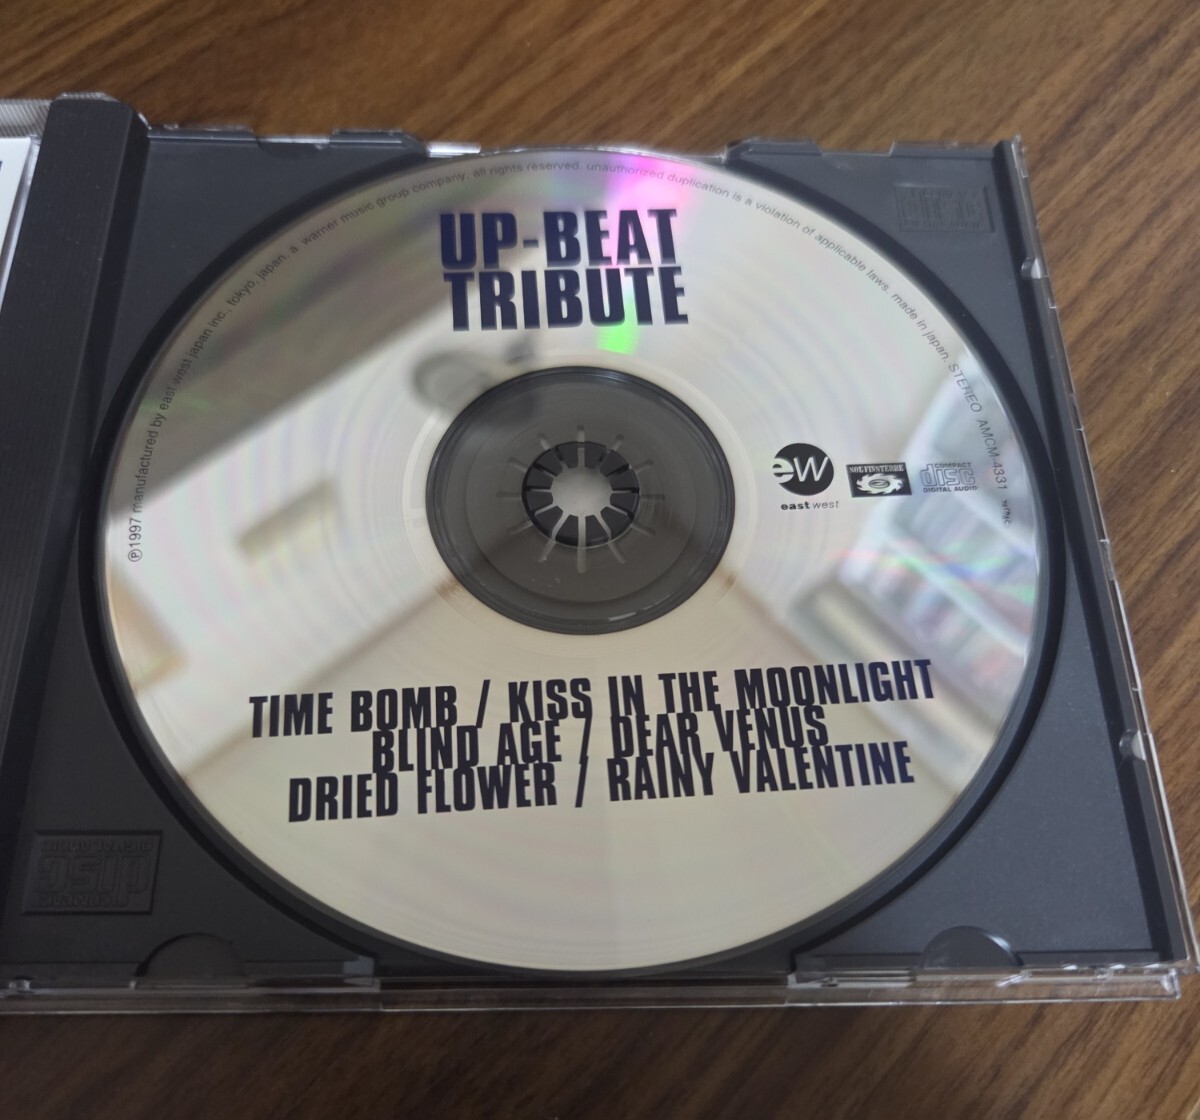 ℗1997 manufactured by east west japan inc., tokyo, japan. a warner music group company. all rights reserved. unauthorized duplication is a violation of applicable laws. made in japan. STEREO AMCM-4331
UP-BEAT
TRIBUTE
ew
east west
NOL FINNTERRE
COMPACT
disc
DIGITAL AUDIO
TIME BOMB / KISS IN THE MOONLIGHT
BLIND AGE / DEAR VENUS
DRIED FLOWER / RAINY VALENTINE